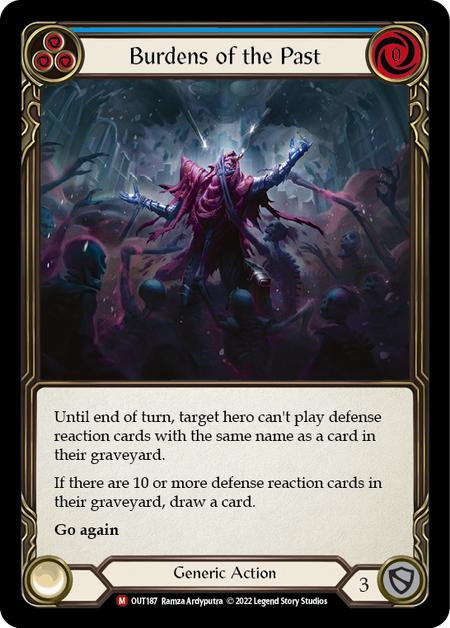 Burdens of the Past
0
Until end of turn, target hero can't play defense
reaction cards with the same name as a card in
their graveyard.
If there are 10 or more defense reaction cards in
their graveyard, draw a card.
Go again
Generic Action
3
M OUT187 Ramza Ardyputra © 2022 Legend Story Studios